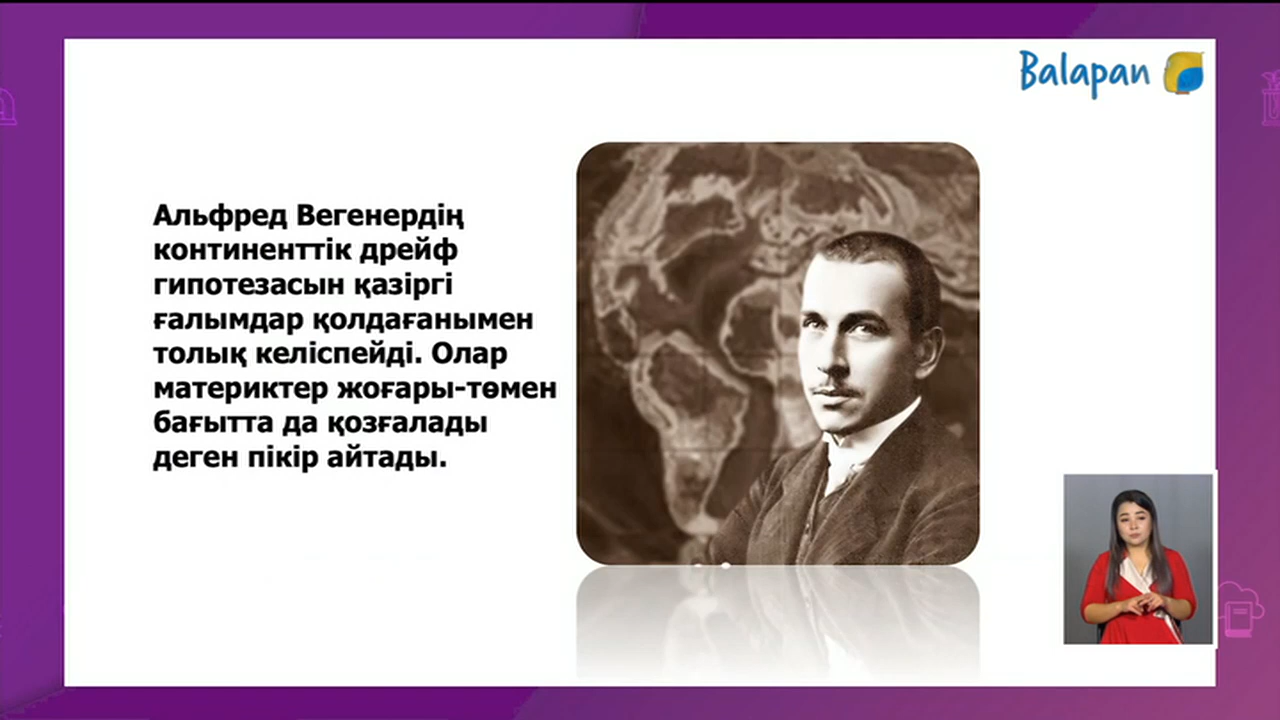 Balapan
Альфред Вегенердің
континенттік дрейф
гипотезасын қазіргі
ғалымдар қолдағанымен
толық келіспейді. Олар
материктер жоғары-төмен
бағытта да қозғалады
деген пікір айтады.